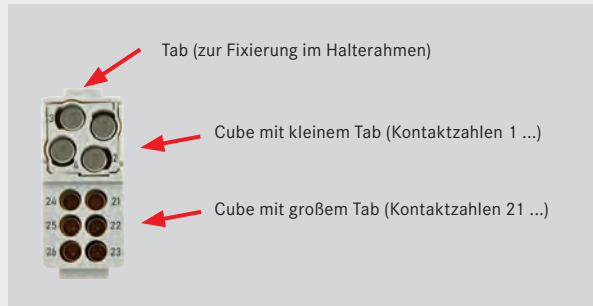 Tab (zur Fixierung im Halterahmen)
3
Cube mit kleinem Tab (Kontaktzahlen 1 ...)
4 2
24 21
Cube mit großem Tab (Kontaktzahlen 21 ...)
25 22
26 23